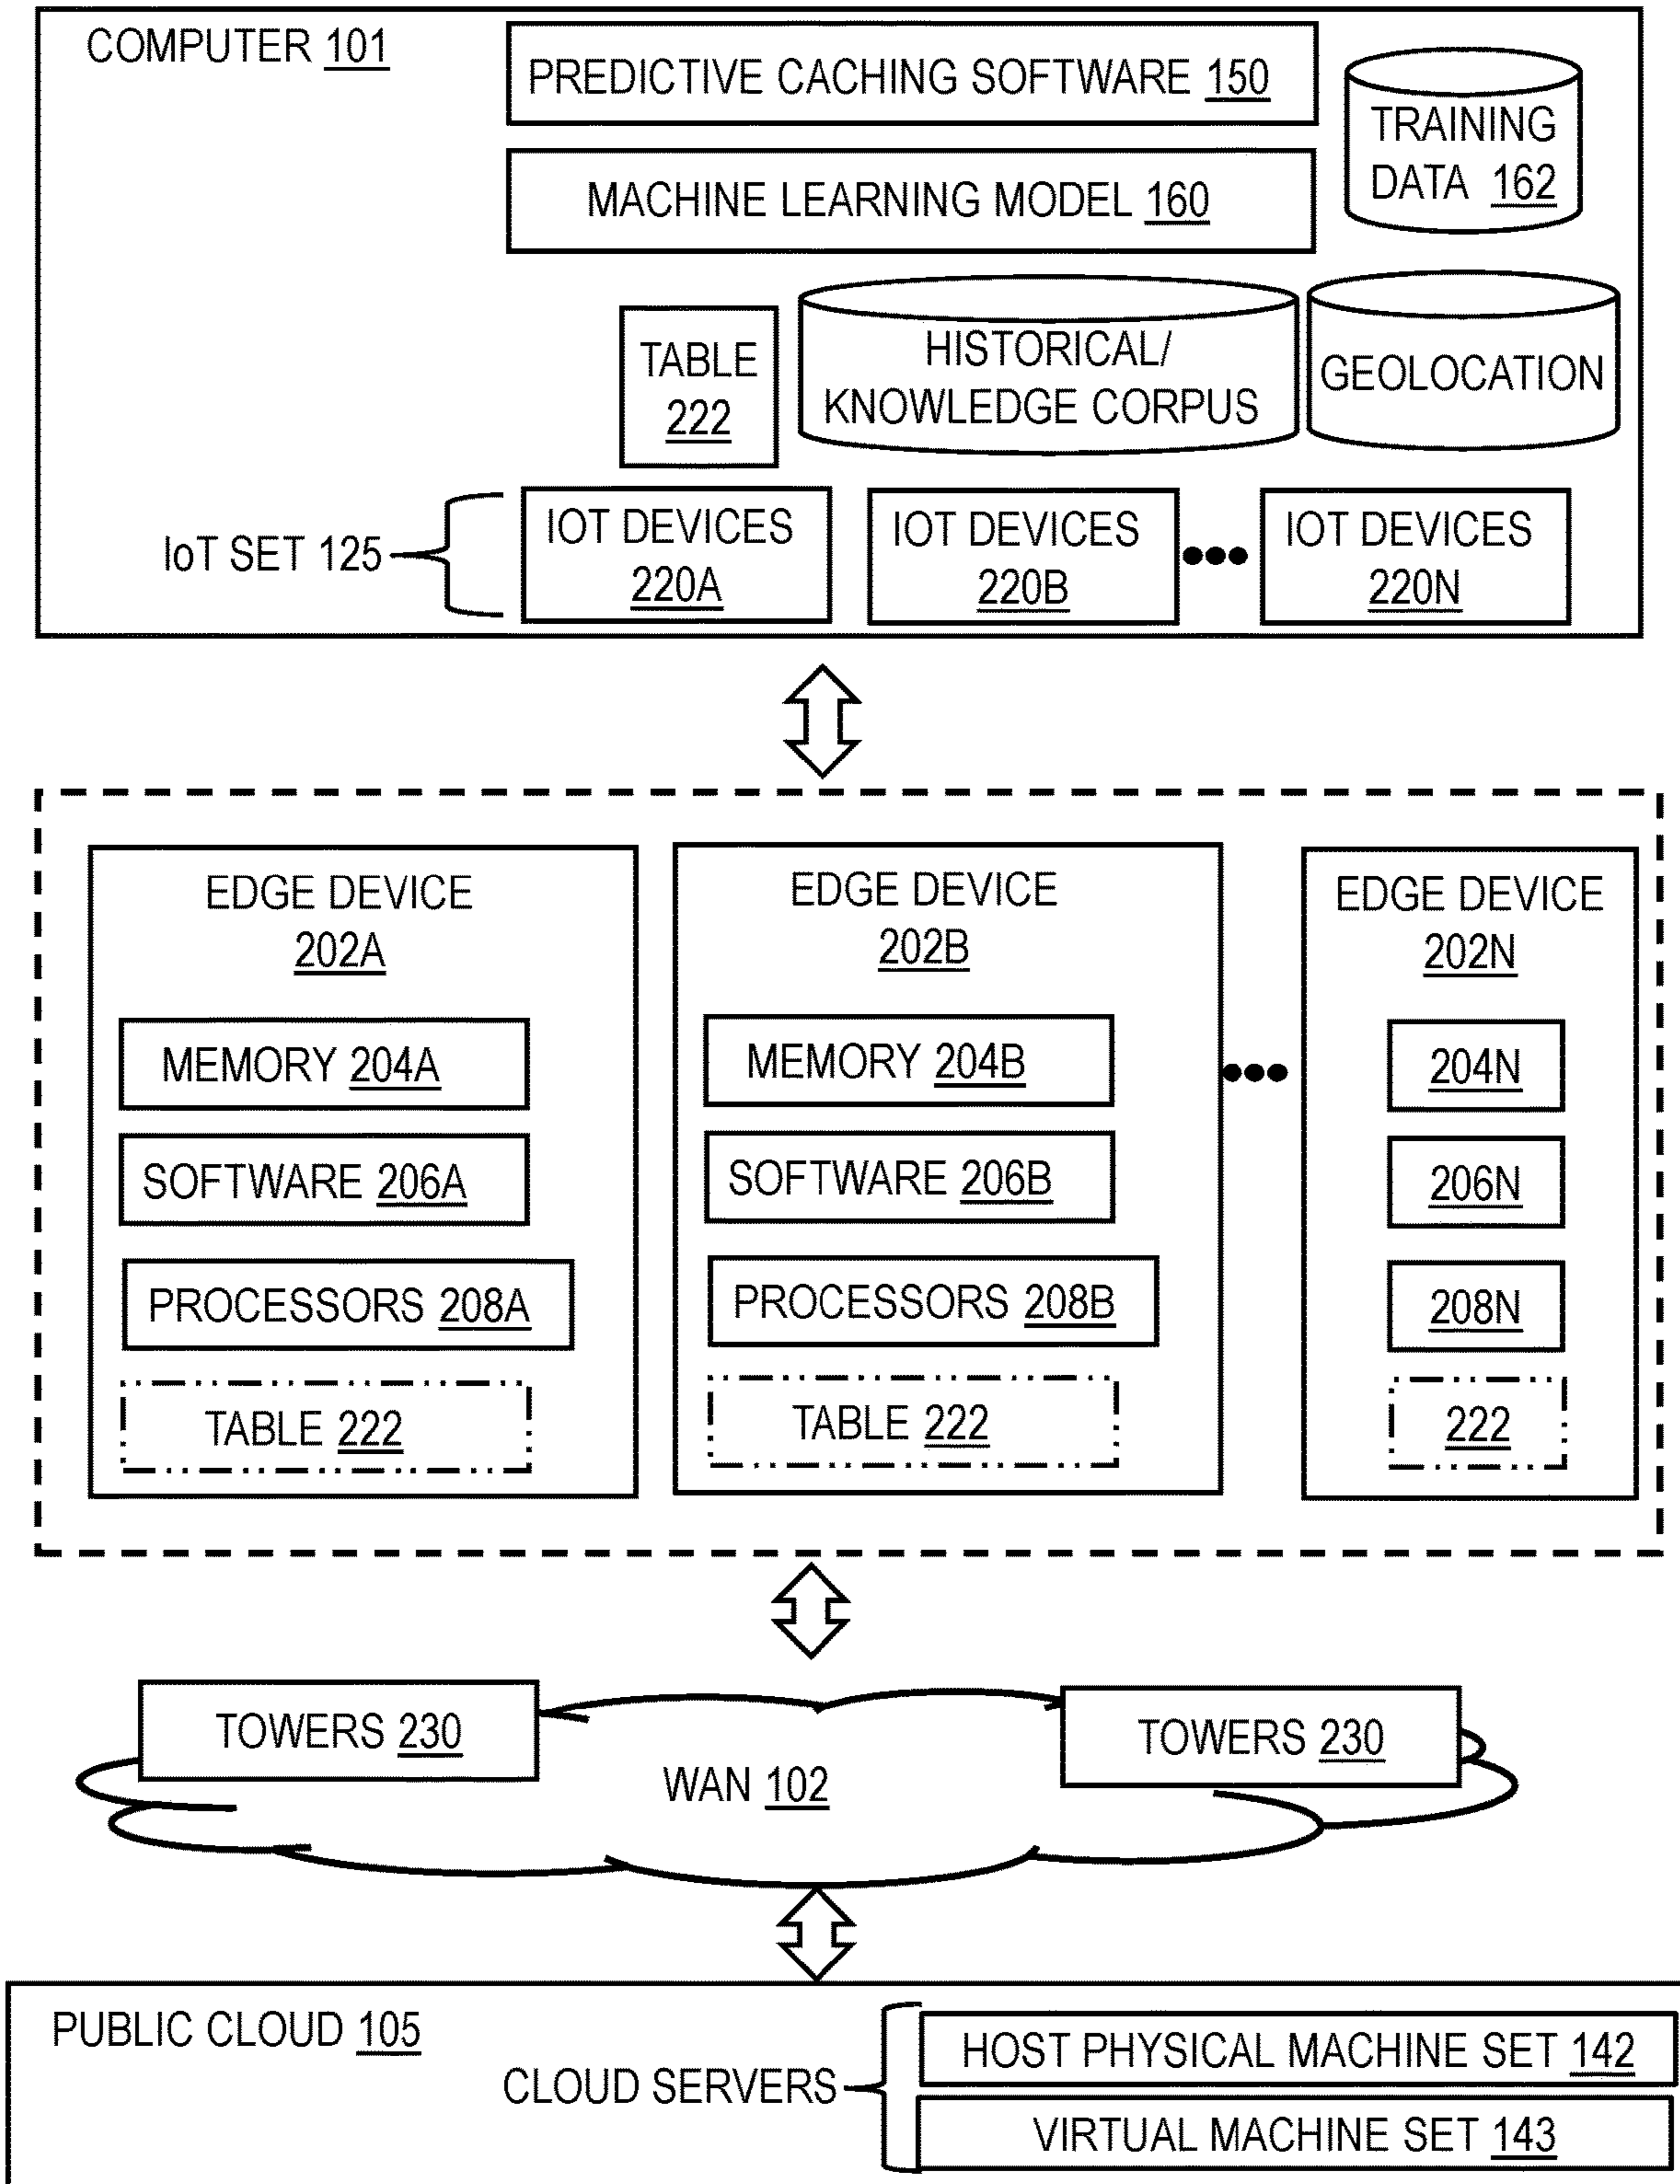 COMPUTER 101
PREDICTIVE CACHING SOFTWARE 150
TRAINING
DATA 162
MACHINE LEARNING MODEL 160
TABLE
222
HISTORICAL/
KNOWLEDGE CORPUS
GEOLOCATION
IoT SET 125
IOT DEVICES
220A
IOT DEVICES
220B
IOT DEVICES
220N
EDGE DEVICE
202A
MEMORY 204A
SOFTWARE 206A
PROCESSORS 208A
TABLE 222
EDGE DEVICE
202B
MEMORY 204B
SOFTWARE 206B
PROCESSORS 208B
TABLE 222
EDGE DEVICE
202N
204N
206N
208N
222
TOWERS 230
WAN 102
TOWERS 230
PUBLIC CLOUD 105
CLOUD SERVERS
HOST PHYSICAL MACHINE SET 142
VIRTUAL MACHINE SET 143